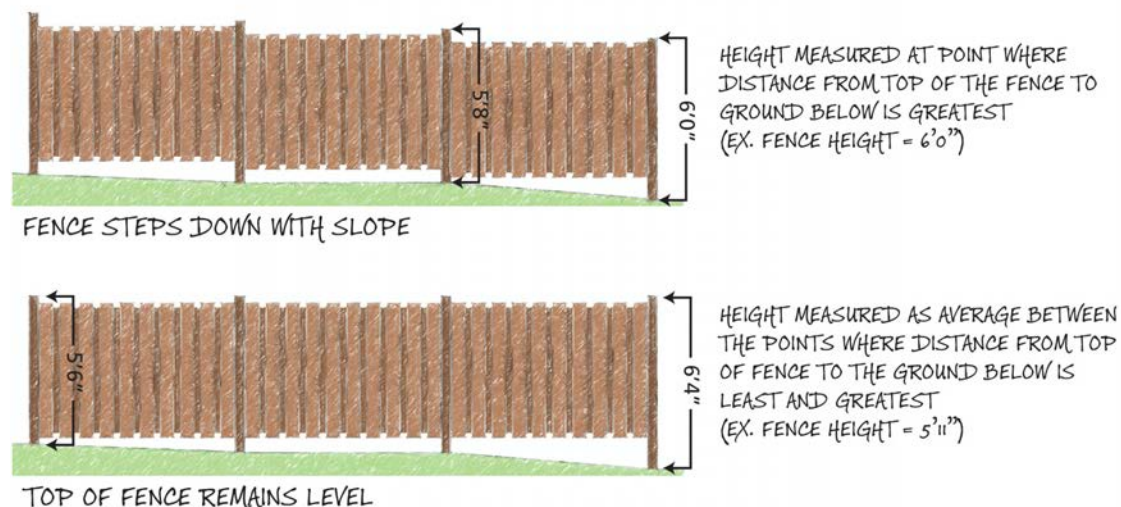 5'8"
6'0"
HEIGHT MEASURED AT POINT WHERE
DISTANCE FROM TOP OF THE FENCE TO
GROUND BELOW IS GREATEST
(EX. FENCE HEIGHT = 6'0")
FENCE STEPS DOWN WITH SLOPE
5'6"
6'4"
HEIGHT MEASURED AS AVERAGE BETWEEN
THE POINTS WHERE DISTANCE FROM TOP
OF FENCE TO THE GROUND BELOW IS
LEAST AND GREATEST
(EX. FENCE HEIGHT = 5'11")
TOP OF FENCE REMAINS LEVEL